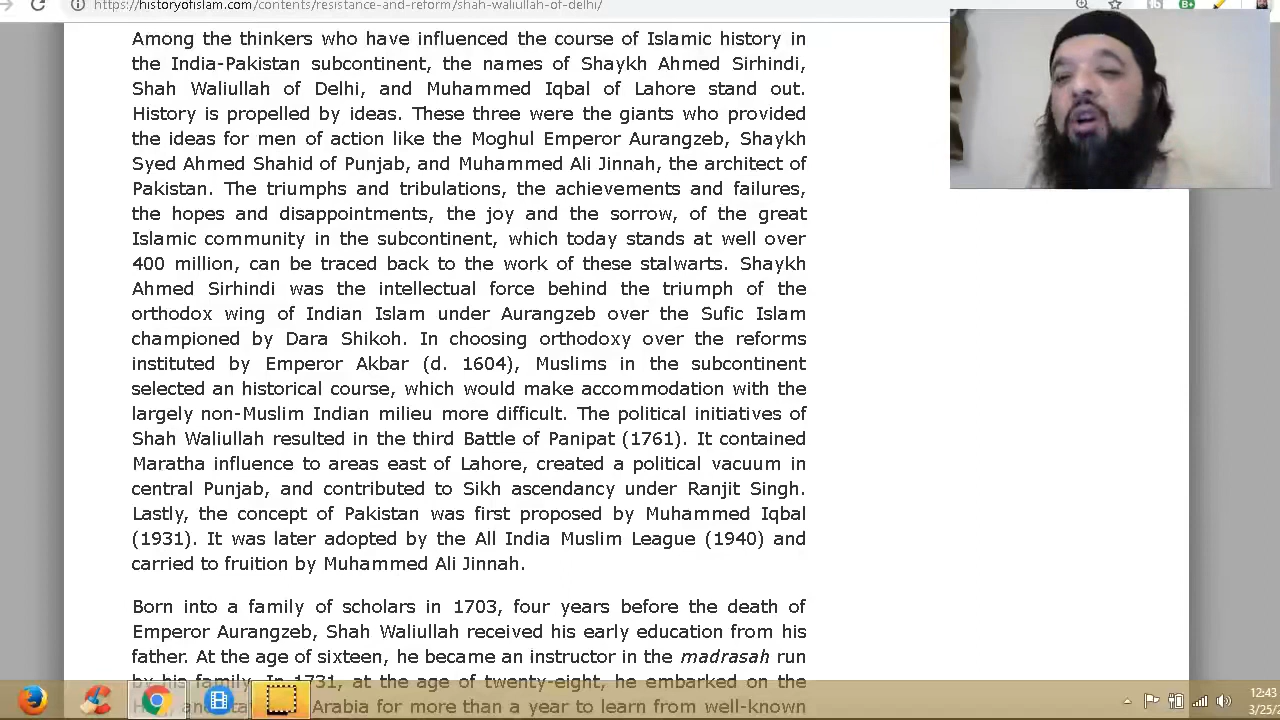 https://historyofislam.com/contents/resistance-and-reform/shah-waliullah-of-delhi/
Among the thinkers who have influenced the course of Islamic history in
the India-Pakistan subcontinent, the names of Shaykh Ahmed Sirhindi,
Shah Waliullah of Delhi, and Muhammed Iqbal of Lahore stand out.
History is propelled by ideas. These three were the giants who provided
the ideas for men of action like the Moghul Emperor Aurangzeb, Shaykh
Syed Ahmed Shahid of Punjab, and Muhammed Ali Jinnah, the architect of
Pakistan. The triumphs and tribulations, the achievements and failures,
the hopes and disappointments, the joy and the sorrow, of the great
Islamic community in the subcontinent, which today stands at well over
400 million, can be traced back to the work of these stalwarts. Shaykh
Ahmed Sirhindi was the intellectual force behind the triumph of the
orthodox wing of Indian Islam under Aurangzeb over the Sufic Islam
championed by Dara Shikoh. In choosing orthodoxy over the reforms
instituted by Emperor Akbar (d. 1604), Muslims in the subcontinent
selected an historical course, which would make accommodation with the
largely non-Muslim Indian milieu more difficult. The political initiatives of
Shah Waliullah resulted in the third Battle of Panipat (1761). It contained
Maratha influence to areas east of Lahore, created a political vacuum in
central Punjab, and contributed to Sikh ascendancy under Ranjit Singh.
Lastly, the concept of Pakistan was first proposed by Muhammed Iqbal
(1931). It was later adopted by the All India Muslim League (1940) and
carried to fruition by Muhammed Ali Jinnah.
Born into a family of scholars in 1703, four years before the death of
Emperor Aurangzeb, Shah Waliullah received his early education from his
father. At the age of sixteen, he became an instructor in the madrasah run
by his family. In 1731, at the age of twenty-eight, he embarked on the
Arabia for more than a year to learn from well-known
12:43
3/25/2